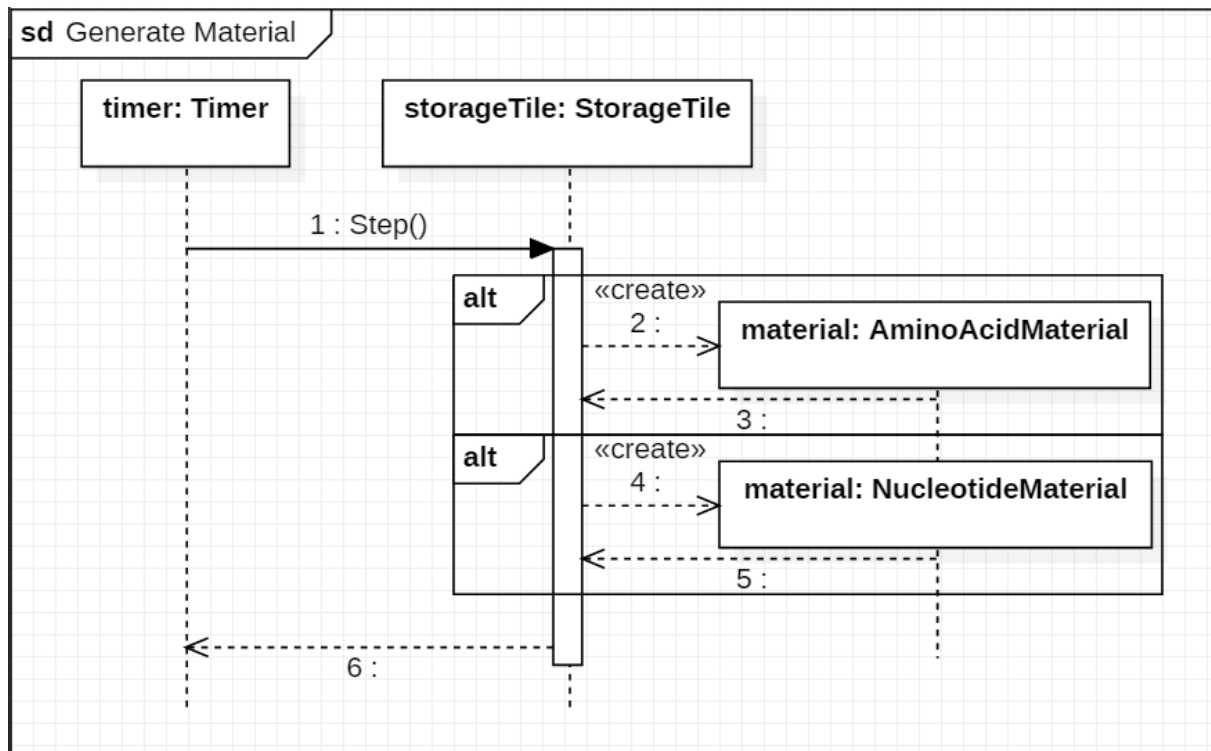 sd Generate Material
timer: Timer
storageTile: StorageTile
1 : Step()
alt
«create»
2 :
material: AminoAcidMaterial
3 :
alt
«create»
4 :
material: NucleotideMaterial
5 :
6 :